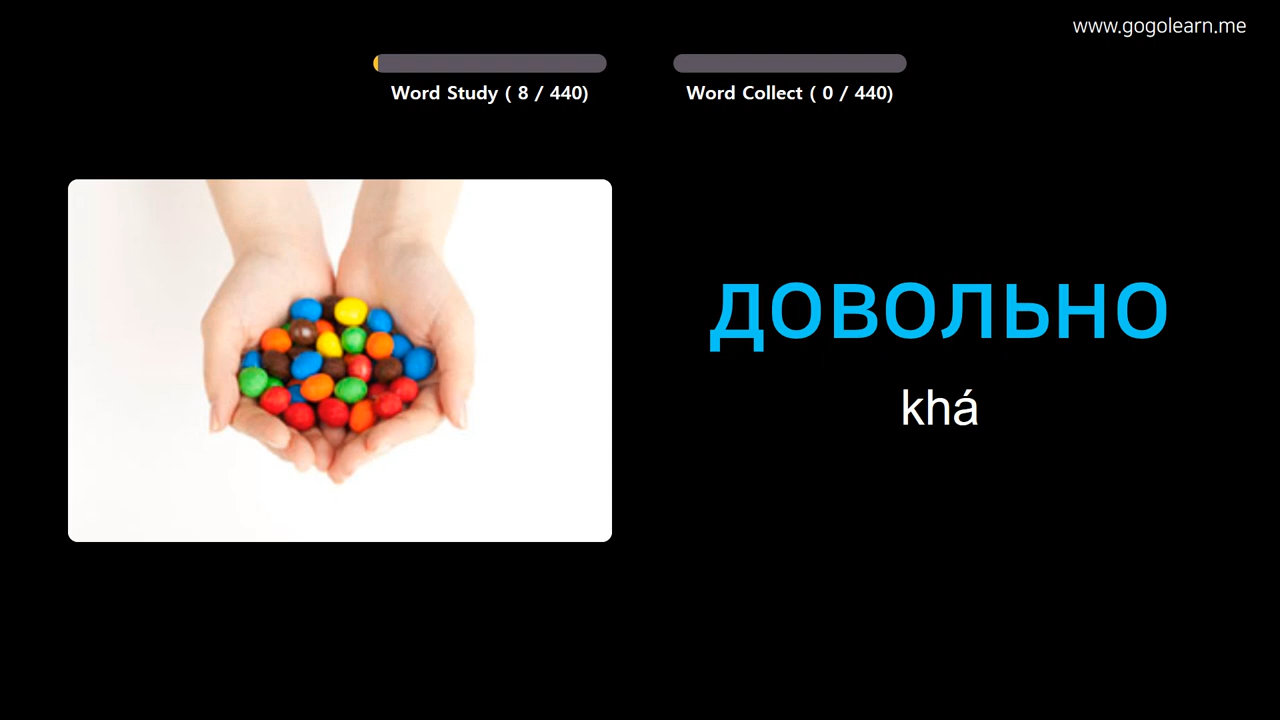 www.gogolearn.me
Word Study ( 8 / 440)
Word Collect ( 0 / 440)
довольно
khá